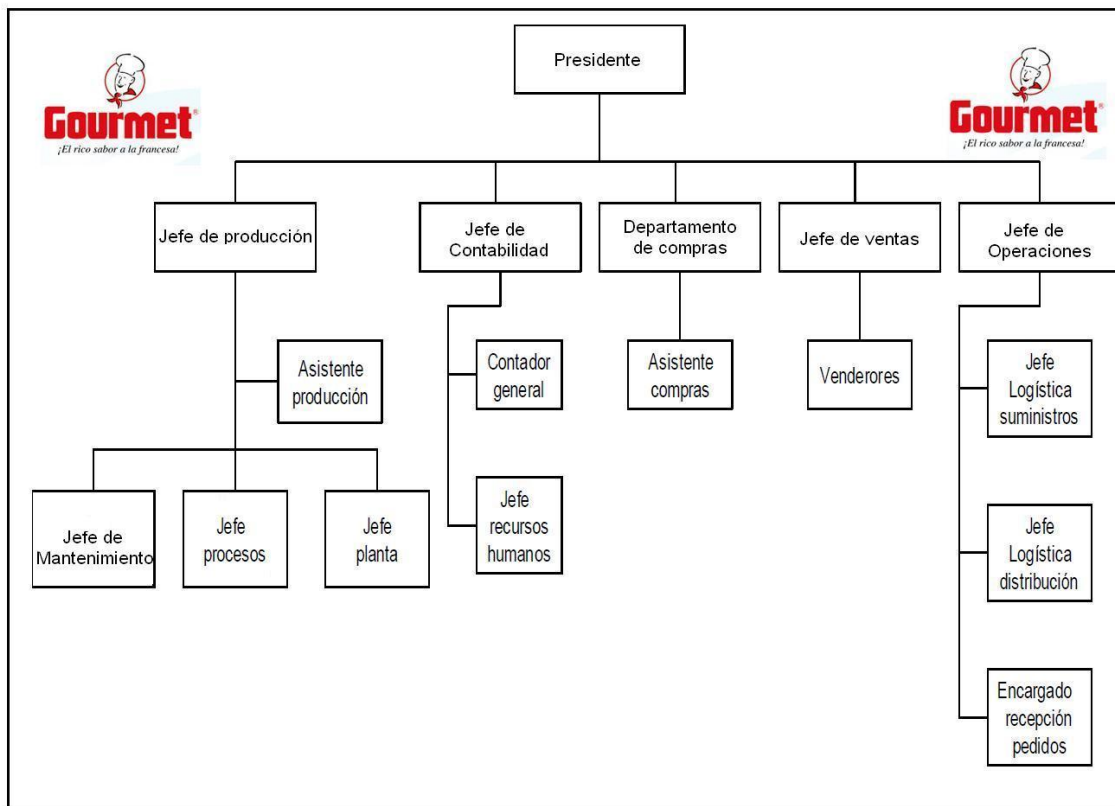 Presidente
Gourmet®
¡El rico sabor a la francesa!
Gourmet®
¡El rico sabor a la francesa!
Jefe de producción
Jefe de
Contabilidad
Departamento
de compras
Jefe de ventas
Jefe de
Operaciones
Asistente
producción
Contador
general
Asistente
compras
Venderores
Jefe
Logística
suministros
Jefe de
Mantenimiento
Jefe
procesos
Jefe
planta
Jefe
recursos
humanos
Jefe
Logística
distribución
Encargado
recepción
pedidos